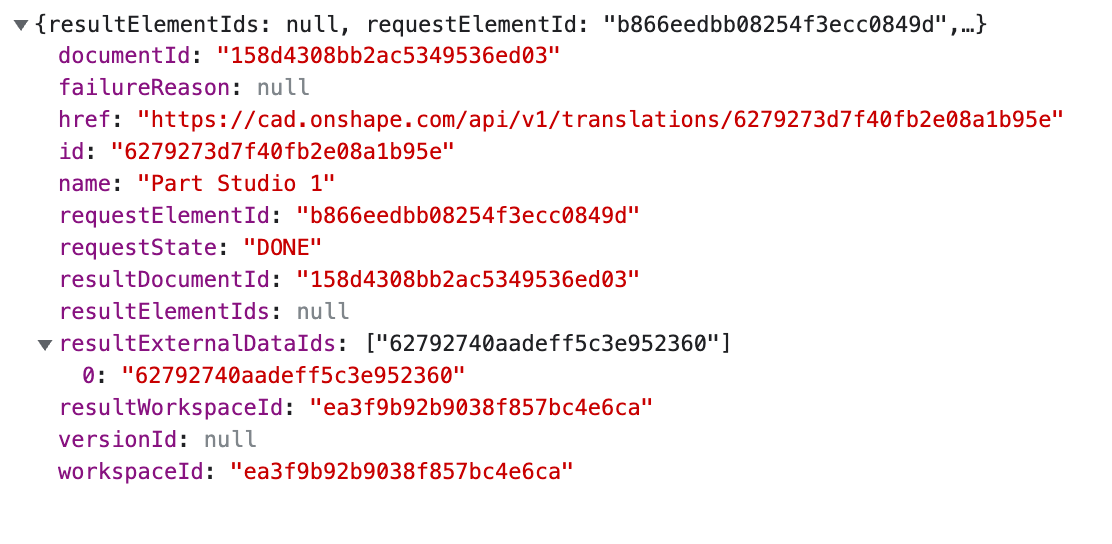 ▼{resultElementIds: null, requestElementId: "b866eedbb08254f3ecc0849d",…}
documentId: "158d4308bb2ac5349536ed03"
failureReason: null
href: "https://cad.onshape.com/api/v1/translations/6279273d7f40fb2e08a1b95e"
id: "6279273d7f40fb2e08a1b95e"
name: "Part Studio 1"
requestElementId: "b866eedbb08254f3ecc0849d"
requestState: "DONE"
resultDocumentId: "158d4308bb2ac5349536ed03"
resultElementIds: null
▼resultExternalDataIds: ["62792740aadeff5c3e952360"]
0: "62792740aadeff5c3e952360"
resultWorkspaceId: "ea3f9b92b9038f857bc4e6ca"
versionId: null
workspaceId: "ea3f9b92b9038f857bc4e6ca"